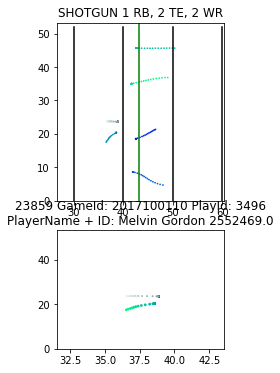 SHOTGUN 1 RB, 2 TE, 2 WR
50
40
30
20
10
0
30 40 50 60
23859 GameId: 2017100110 PlayId: 3496
PlayerName + ID: Melvin Gordon 2552469.0
40
20
0
32.5 35.0 37.5 40.0 42.5